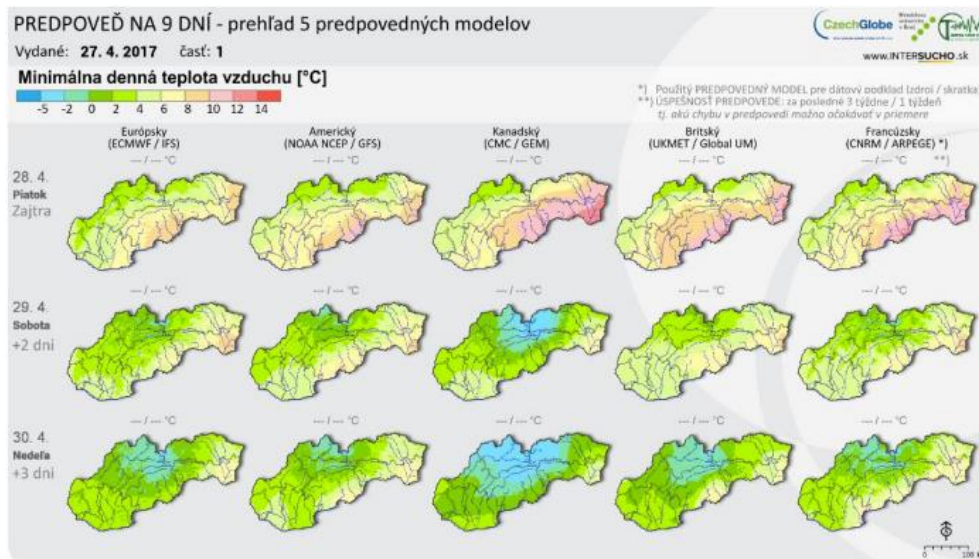 PREDPOVEĎ NA 9 DNÍ - prehľad 5 predpovedných modelov
Vydané: 27. 4. 2017 časť: 1
CzechGlobe
www.INTERSUCHO.sk
Minimálna denná teplota vzduchu [°C]
-5 -2 0 2 4 6 8 10 12 14
*) Použitý PREDPOVEDNÝ MODEL pre dátový podklad (zdroj / skratka
**) ÚSPEŠNOSŤ PREDPOVEDE: za posledné 3 týždne / 1 týždeň
tj. akú chybu v predpovedi možno očakávať v priemere
Európsky Americký Kanadský Britský Francúzsky
(ECMWF / IFS) (NOAA NCEP / GFS) (CMC / GEM) (UKMET / Global UM) (CNRM / ARPEGE) *)
--- / --- °C --- / --- °C --- / --- °C --- / --- °C --- / --- °C **)
28. 4.
Piatok
Zajtra
--- / --- °C --- / --- °C --- / --- °C --- / --- °C --- / --- °C
29. 4.
Sobota
+2 dni
--- / --- °C --- / --- °C --- / --- °C --- / --- °C --- / --- °C
30. 4.
Nedeľa
+3 dni
0 100